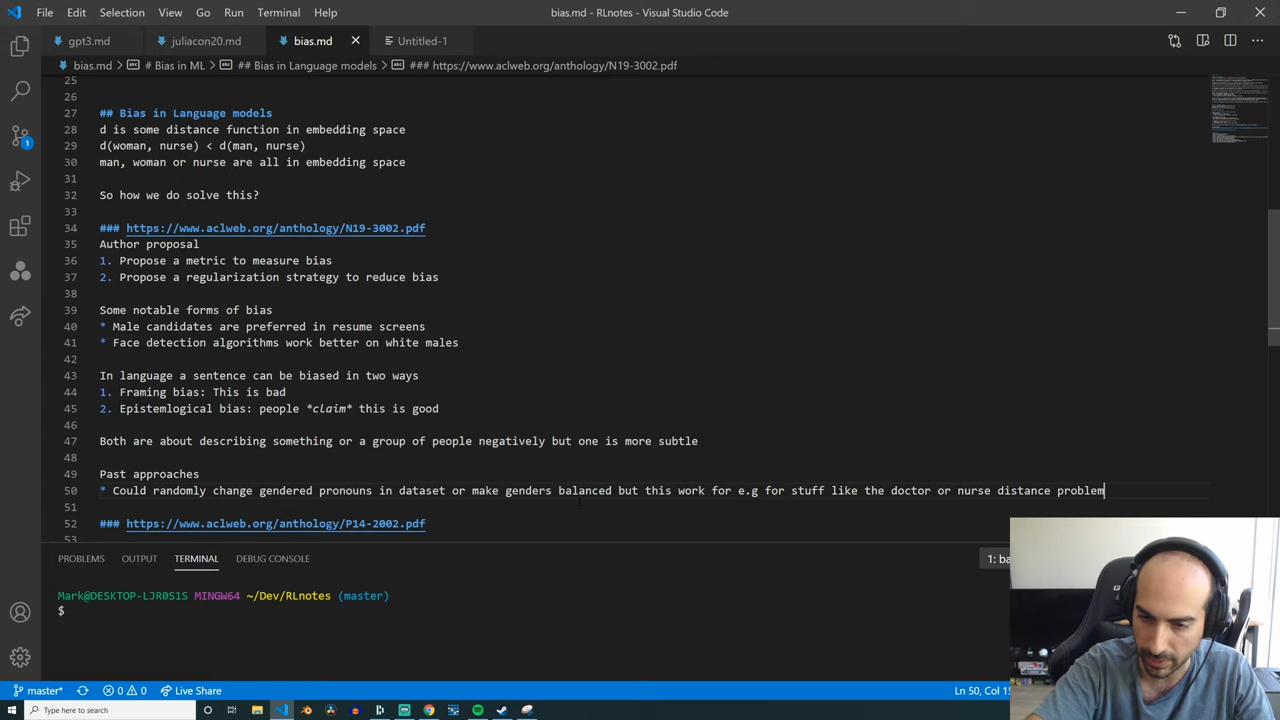 File Edit Selection View Go Run Terminal Help bias.md - RLnotes - Visual Studio Code
gpt3.md juliacon20.md bias.md Untitled-1
bias.md > # Bias in ML > ## Bias in Language models > ### https://www.aclweb.org/anthology/N19-3002.pdf
25
26
27 ## Bias in Language models
28 d is some distance function in embedding space
29 d(woman, nurse) < d(man, nurse)
30 man, woman or nurse are all in embedding space
31
32 So how we do solve this?
33
34 ### https://www.aclweb.org/anthology/N19-3002.pdf
35 Author proposal
36 1. Propose a metric to measure bias
37 2. Propose a regularization strategy to reduce bias
38
39 Some notable forms of bias
40 * Male candidates are preferred in resume screens
41 * Face detection algorithms work better on white males
42
43 In language a sentence can be biased in two ways
44 1. Framing bias: This is bad
45 2. Epistemlogical bias: people *claim* this is good
46
47 Both are about describing something or a group of people negatively but one is more subtle
48
49 Past approaches
50 * Could randomly change gendered pronouns in dataset or make genders balanced but this work for e.g for stuff like the doctor or nurse distance problem
51
52 ### https://www.aclweb.org/anthology/P14-2002.pdf
53
PROBLEMS OUTPUT TERMINAL DEBUG CONSOLE 1: ba
Mark@DESKTOP-LJR0S1S MINGW64 ~/Dev/RLnotes (master)
$
master* 0 0 Live Share Ln 50, Col
Type here to search